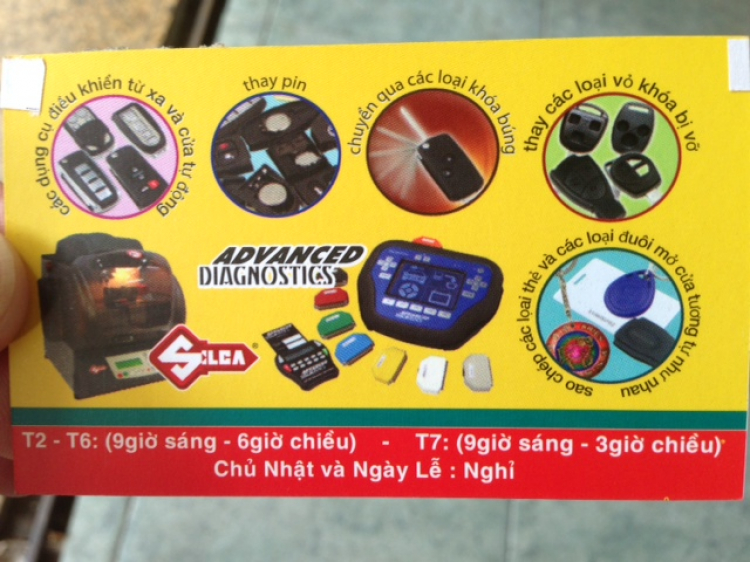 các dụng cụ điều khiển từ xa và cửa tự động
thay pin
chuyển qua các loại khóa búng
thay các loại vỏ khóa bị vỡ
ADVANCED
DIAGNOSTICS
SILCA®
sao chép các loại thẻ và các loại đuôi mở cửa tương tự như nhau
T2 - T6: (9giờ sáng - 6giờ chiều) - T7: (9giờ sáng - 3giờ chiều)
Chủ Nhật và Ngày Lễ : Nghỉ